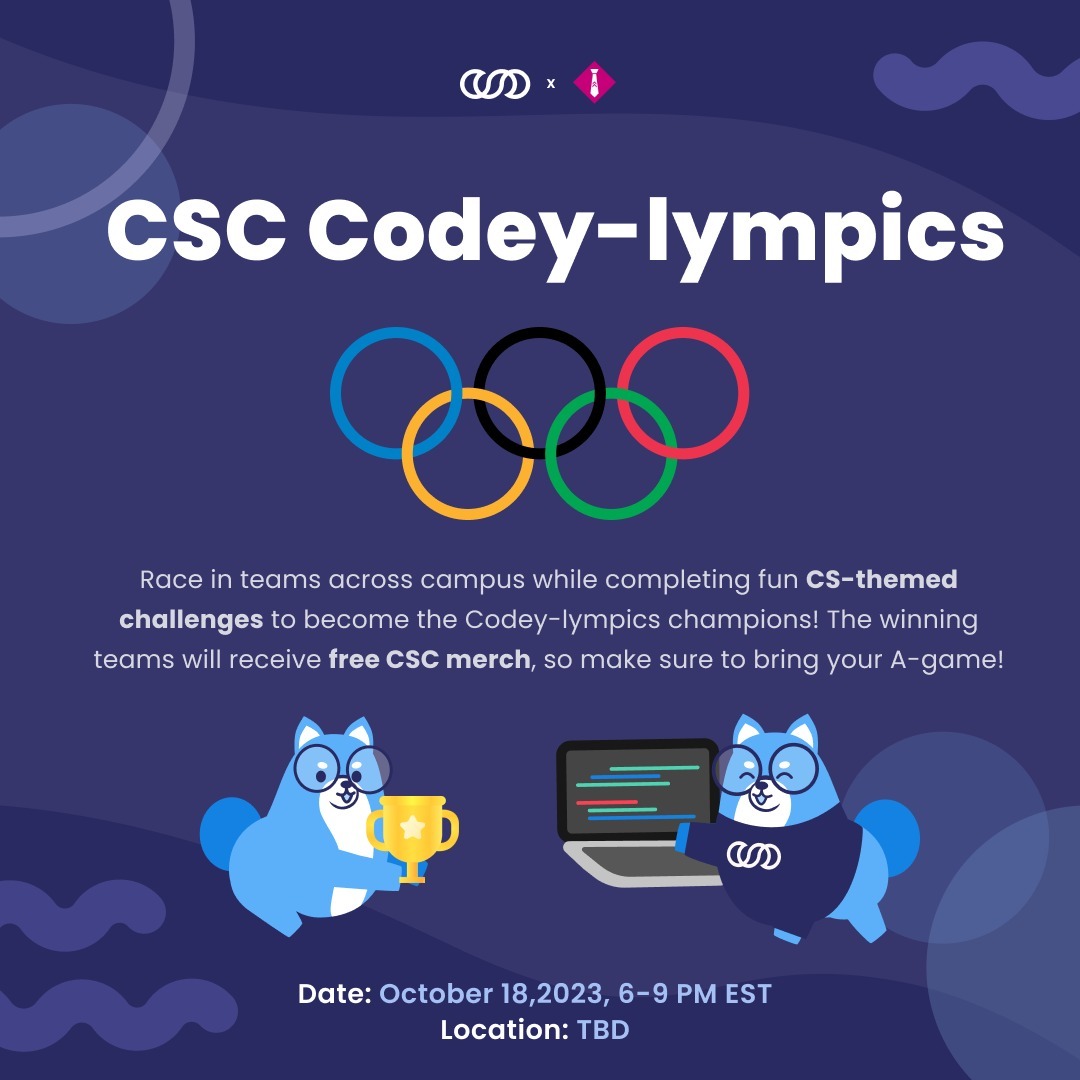 x
CSC Codey-lympics
Race in teams across campus while completing fun CS-themed
challenges to become the Codey-lympics champions! The winning
teams will receive free CSC merch, so make sure to bring your A-game!
Date: October 18,2023, 6-9 PM EST
Location: TBD